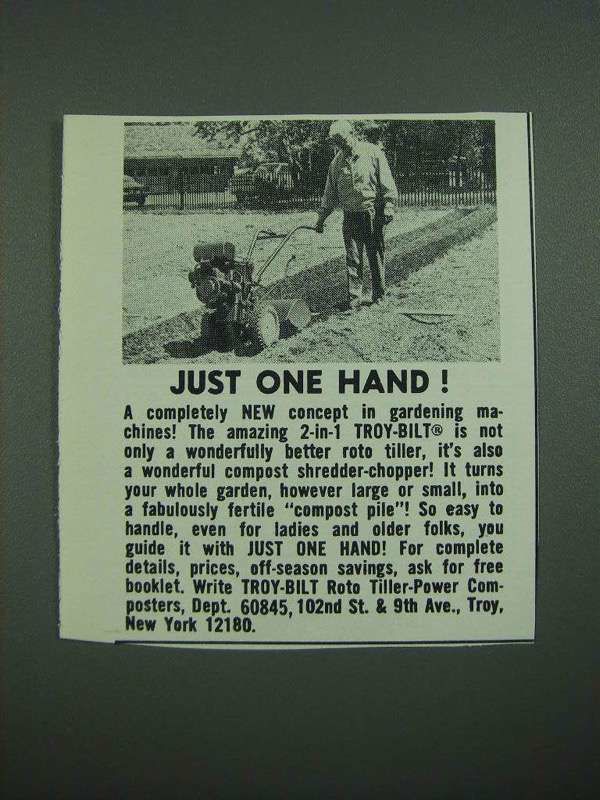 JUST ONE HAND!
A completely NEW concept in gardening ma-
chines! The amazing 2-in-1 TROY-BILT® is not
only a wonderfully better roto tiller, it's also
a wonderful compost shredder-chopper! It turns
your whole garden, however large or small, into
a fabulously fertile "compost pile"! So easy to
handle, even for ladies and older folks, you
guide it with JUST ONE HAND! For complete
details, prices, off-season savings, ask for free
booklet. Write TROY-BILT Roto Tiller-Power Com-
posters, Dept. 60845, 102nd St. & 9th Ave., Troy,
New York 12180.